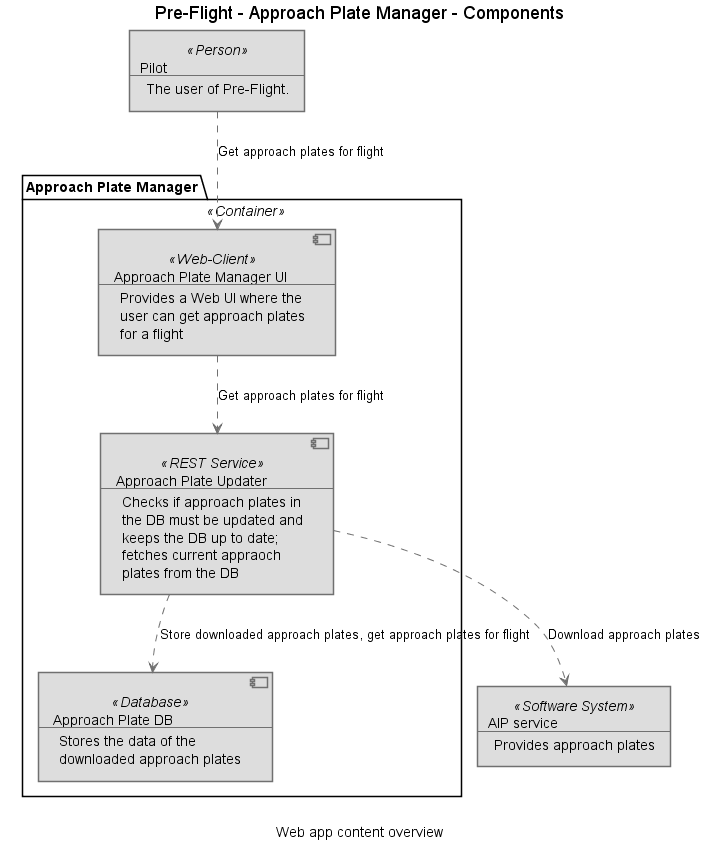 Pre-Flight - Approach Plate Manager - Components
«Person»
Pilot
The user of Pre-Flight.
Get approach plates for flight
Approach Plate Manager
«Container»
«Web-Client»
Approach Plate Manager UI
Provides a Web UI where the
user can get approach plates
for a flight
Get approach plates for flight
«REST Service»
Approach Plate Updater
Checks if approach plates in
the DB must be updated and
keeps the DB up to date;
fetches current appraoch
plates from the DB
Store downloaded approach plates, get approach plates for flight
Download approach plates
«Database»
Approach Plate DB
Stores the data of the
downloaded approach plates
«Software System»
AIP service
Provides approach plates
Web app content overview